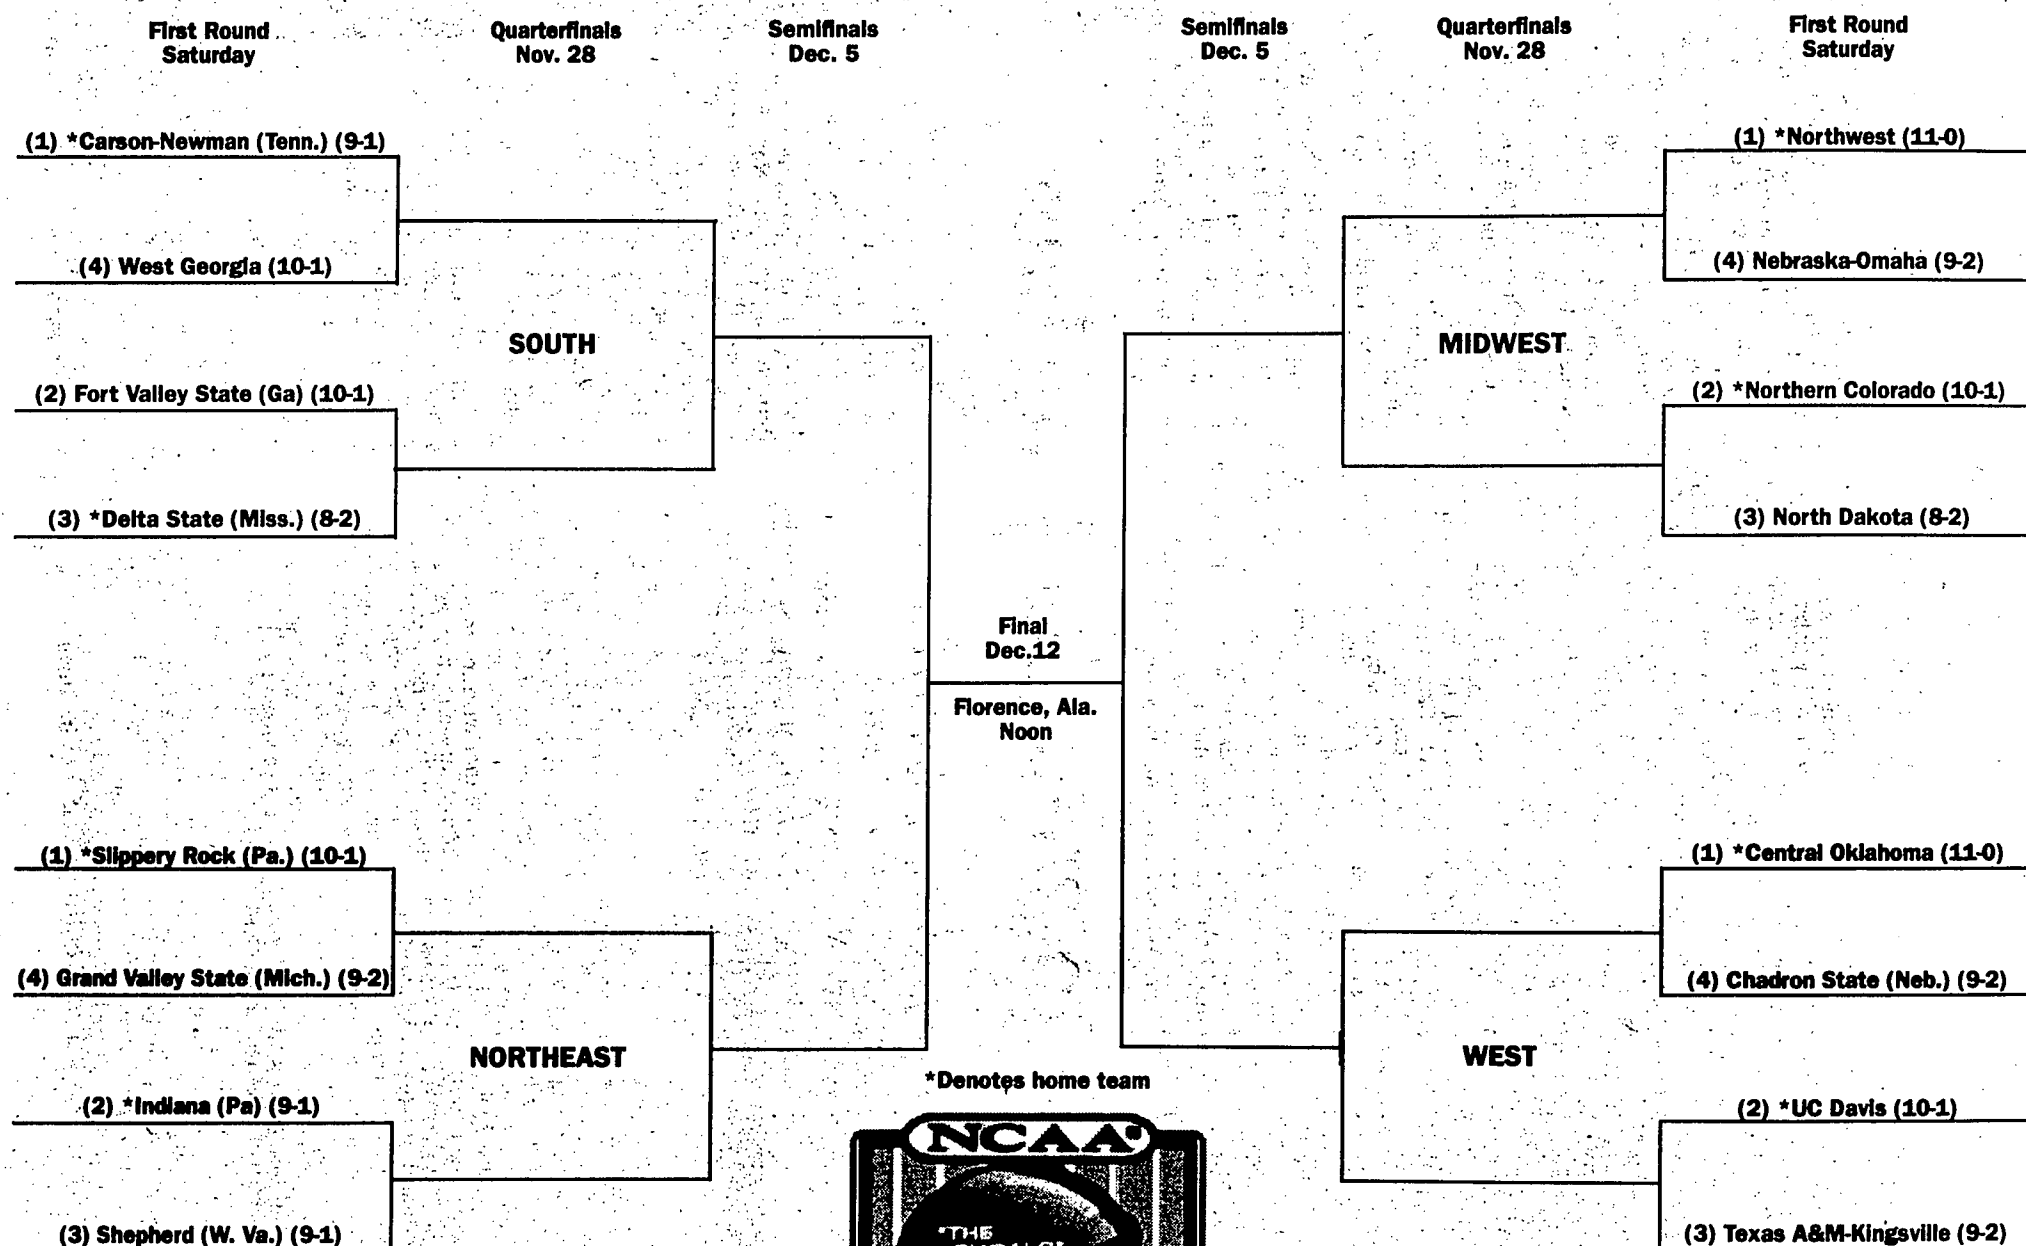 First Round
Saturday
Quarterfinals
Nov. 28
Semifinals
Dec. 5
Semifinals
Dec. 5
Quarterfinals
Nov. 28
First Round
Saturday
(1) *Carson-Newman (Tenn.) (9-1)
(4) West Georgia (10-1)
SOUTH
(2) Fort Valley State (Ga) (10-1)
(3) *Delta State (Miss.) (8-2)
(1) *Northwest (11-0)
(4) Nebraska-Omaha (9-2)
MIDWEST
(2) *Northern Colorado (10-1)
(3) North Dakota (8-2)
Final
Dec.12
Florence, Ala.
Noon
(1) *Slippery Rock (Pa.) (10-1)
(4) Grand Valley State (Mich.) (9-2)
NORTHEAST
(2) *Indiana (Pa) (9-1)
(3) Shepherd (W. Va.) (9-1)
(1) *Central Oklahoma (11-0)
(4) Chadron State (Neb.) (9-2)
WEST
(2) *UC Davis (10-1)
(3) Texas A&M-Kingsville (9-2)
*Denotes home team
NCAA
"THE